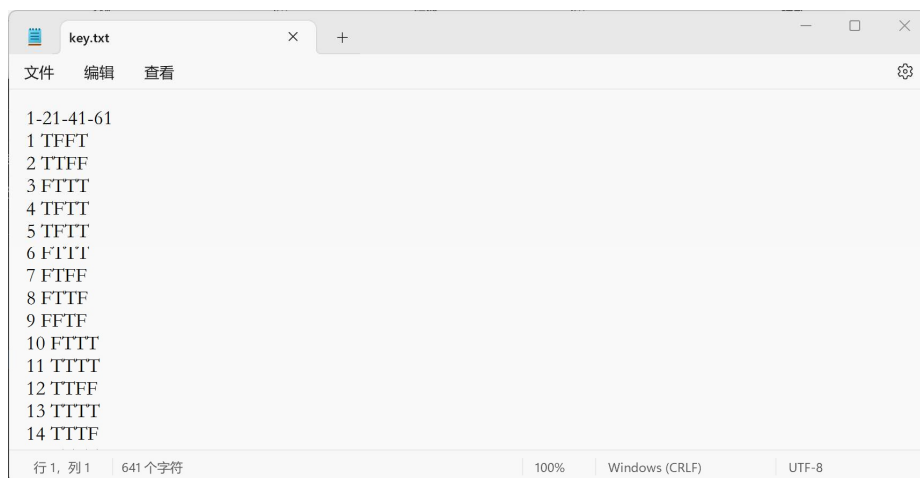 key.txt
文件 编辑 查看
1-21-41-61
1 TFFT
2 TTFF
3 FTTT
4 TFTT
5 TFTT
6 FTTT
7 FTFF
8 FTTF
9 FFTF
10 FTTT
11 TTTT
12 TTFF
13 TTTT
14 TTTF
行 1，列 1 641 个字符 100% Windows (CRLF) UTF-8